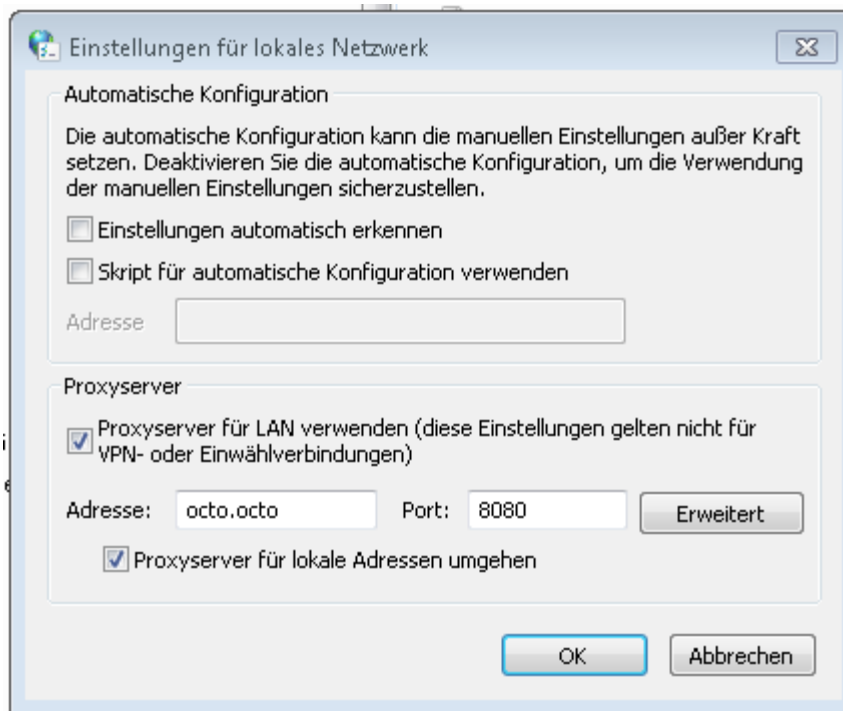 Einstellungen für lokales Netzwerk
Automatische Konfiguration
Die automatische Konfiguration kann die manuellen Einstellungen außer Kraft
setzen. Deaktivieren Sie die automatische Konfiguration, um die Verwendung
der manuellen Einstellungen sicherzustellen.
Einstellungen automatisch erkennen
Skript für automatische Konfiguration verwenden
Adresse
Proxyserver
Proxyserver für LAN verwenden (diese Einstellungen gelten nicht für
VPN- oder Einwählverbindungen)
Adresse: octo.octo Port: 8080 Erweitert
Proxyserver für lokale Adressen umgehen
OK Abbrechen